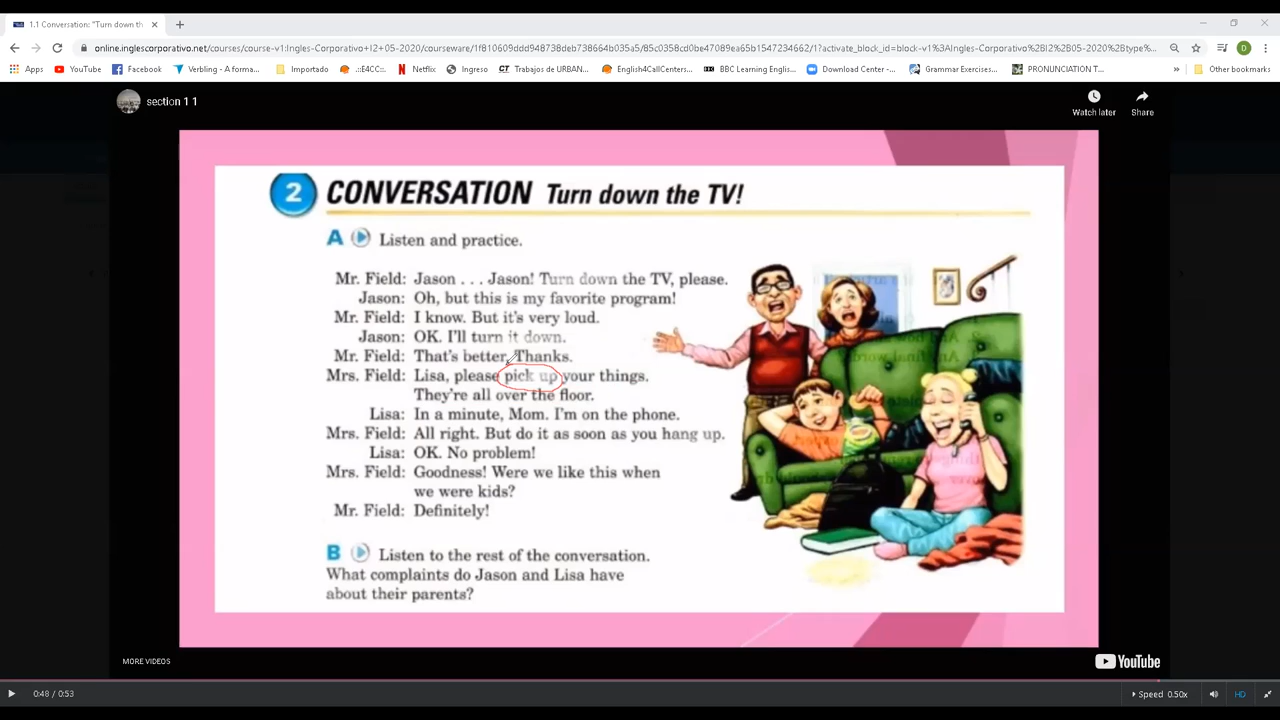 1.1 Conversation: "Turn down th
online.inglescorporativo.net/courses/course-v1:Ingles-Corporativo+I2+05-2020/courseware/1f810609ddd948738deb738664b035a5/85c0358cd0be47089ea65b1547234662/1?activate_block_id=block-v1%3AIngles-Corporativo%2BI2%2B05-2020%2Btype%...
D
Apps YouTube Facebook Verbling - A forma... Importado .::E4CC::. Netflix Ingreso CT Trabajos de URBAN... English4CallCenters... BBC Learning Englis... Download Center -... Grammar Exercises... PRONUNCIATION T... » Other bookmarks
section 1 1
Watch later Share
2 CONVERSATION Turn down the TV!
A Listen and practice.
Mr. Field: Jason . . . Jason! Turn down the TV, please.
Jason: Oh, but this is my favorite program!
Mr. Field: I know. But it's very loud.
Jason: OK. I'll turn it down.
Mr. Field: That's better. Thanks.
Mrs. Field: Lisa, please pick up your things.
They're all over the floor.
Lisa: In a minute, Mom. I'm on the phone.
Mrs. Field: All right. But do it as soon as you hang up.
Lisa: OK. No problem!
Mrs. Field: Goodness! Were we like this when
we were kids?
Mr. Field: Definitely!
B Listen to the rest of the conversation.
What complaints do Jason and Lisa have
about their parents?
MORE VIDEOS
YouTube
0:48 / 0:53
Speed 0.50x
HD